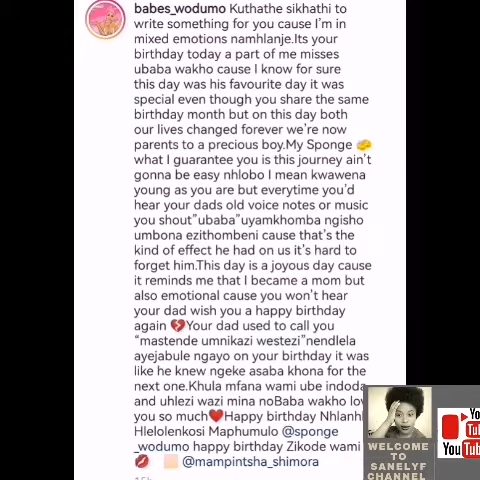 babes_wodumo Kuthathe sikhathi to
write something for you cause I'm in
mixed emotions namhlanje.Its your
birthday today a part of me misses
ubaba wakho cause I know for sure
this day was his favourite day it was
special even though you share the same
birthday month but on this day both
our lives changed forever we're now
parents to a precious boy.My Sponge 🧽
what I guarantee you is this journey ain't
gonna be easy nhlobo I mean kwawena
young as you are but everytime you'd
hear your dads old voice notes or music
you shout"ubaba"uyamkhomba ngisho
umbona ezithombeni cause that's the
kind of effect he had on us it's hard to
forget him.This day is a joyous day cause
it reminds me that I became a mom but
also emotional cause you won't hear
your dad wish you a happy birthday
again 💔Your dad used to call you
"mastende umnikazi westezi"nendlela
ayejabule ngayo on your birthday it was
like he knew ngeke asaba khona for the
next one.Khula mfana wami ube indoda
and uhlezi wazi mina noBaba wakho lov
you so much❤️Happy birthday Nhlanhl
Hlelolenkosi Maphumulo @sponge
_wodumo happy birthday Zikode wami
💋 @mampintsha_shimora
WELCOME
TO
SANELYF
CHANNEL